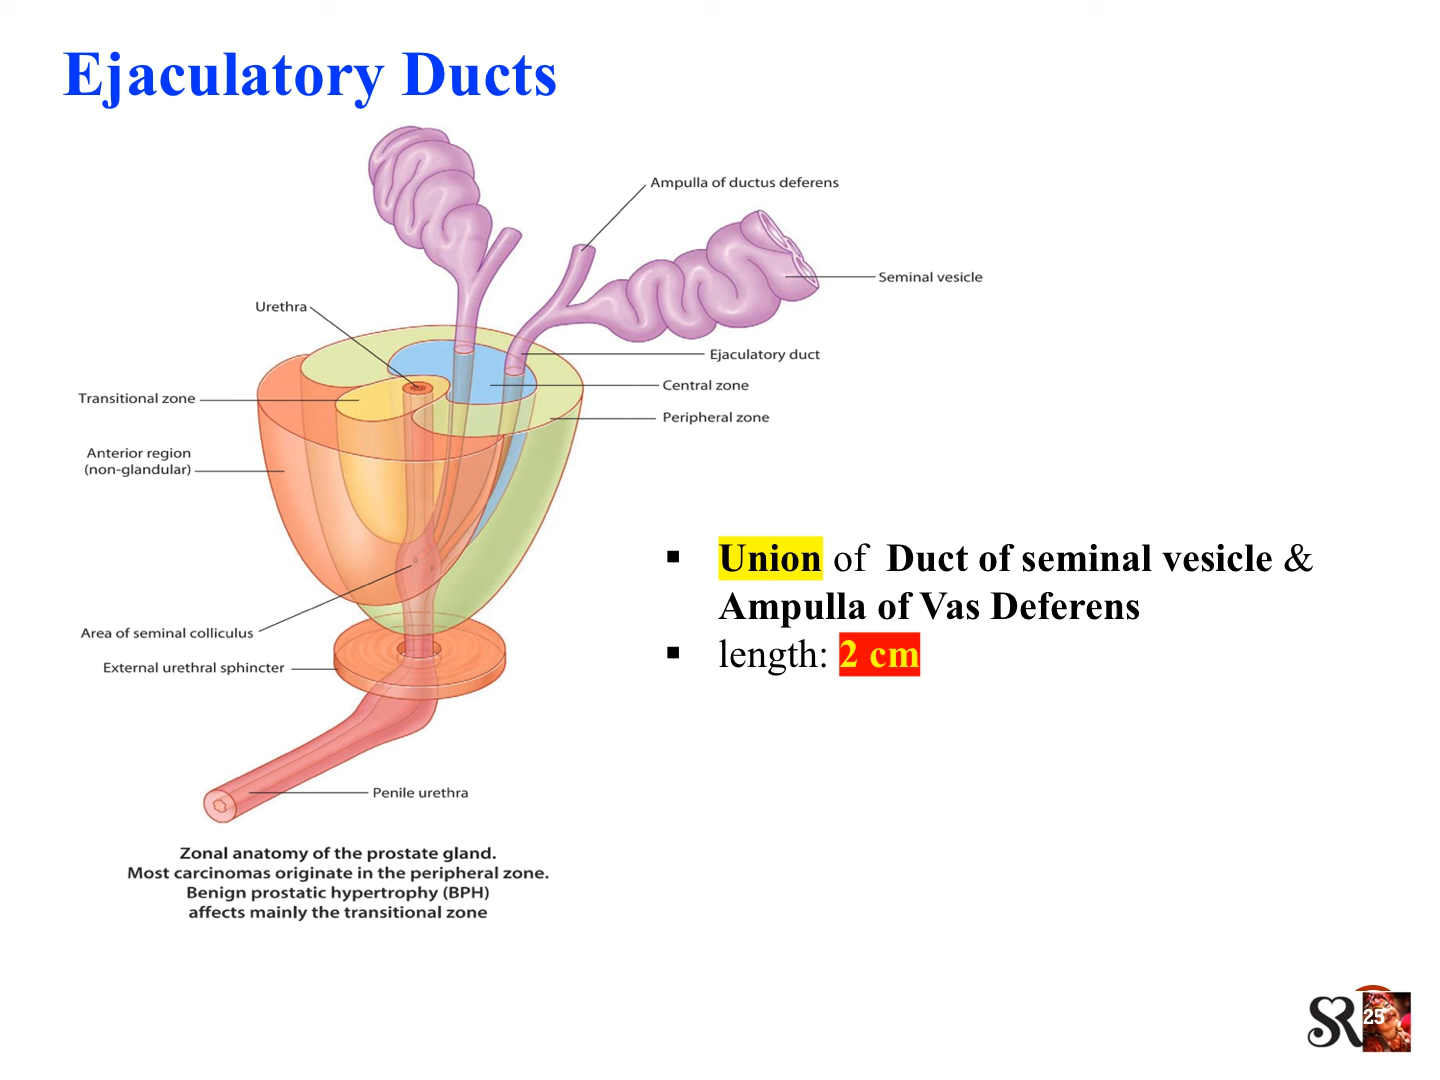 Ejaculatory Ducts
Ampulla of ductus deferens
Seminal vesicle
Urethra
Ejaculatory duct
Central zone
Transitional zone
Peripheral zone
Anterior region
(non-glandular)
▪ Union of Duct of seminal vesicle &
Ampulla of Vas Deferens
▪ length: 2 cm
Area of seminal colliculus
External urethral sphincter
Penile urethra
Zonal anatomy of the prostate gland.
Most carcinomas originate in the peripheral zone.
Benign prostatic hypertrophy (BPH)
affects mainly the transitional zone
SR
25